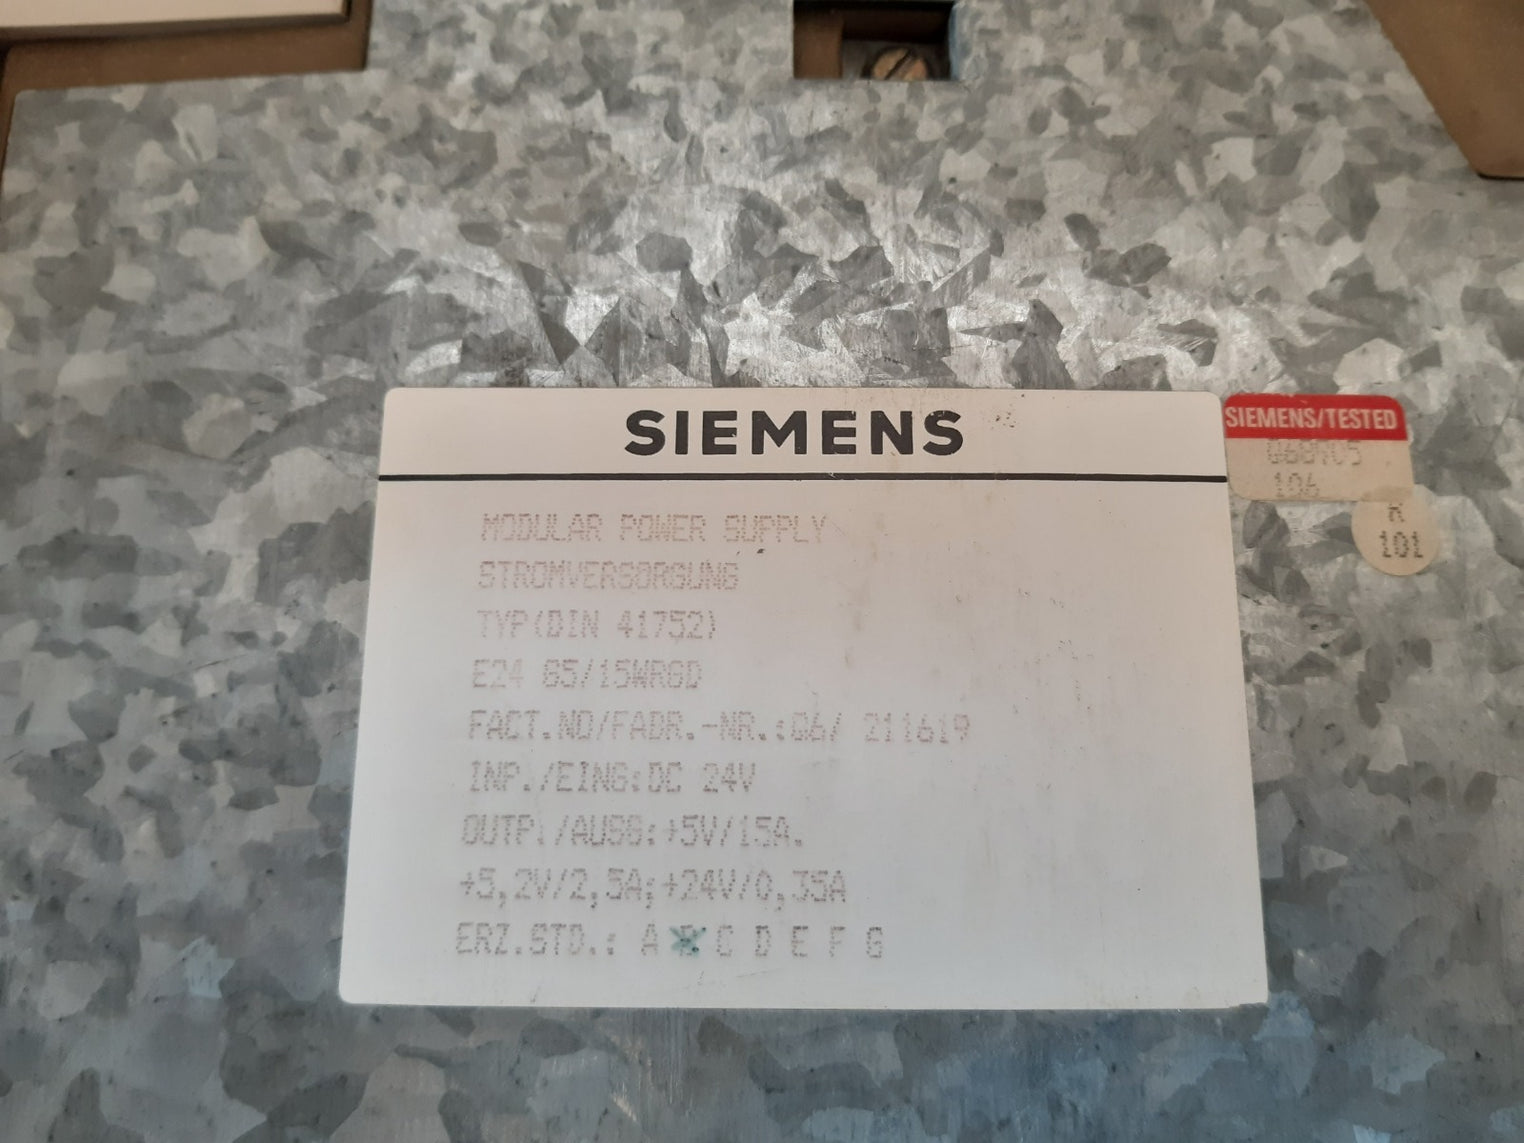 SIEMENS
MODULAR POWER SUPPLY
STROMVERSORGUNG
TYP(DIN 41752)
E24 G5/15WRGD
FACT.NO/FABR.-NR.:Q6/ 211619
INP./EING:DC 24V
OUTP./AUSG:+5V/15A.
+5,2V/2,5A;+24V/0,35A
ERZ.STD.: A B C D E F G
SIEMENS/TESTED
106
R
101